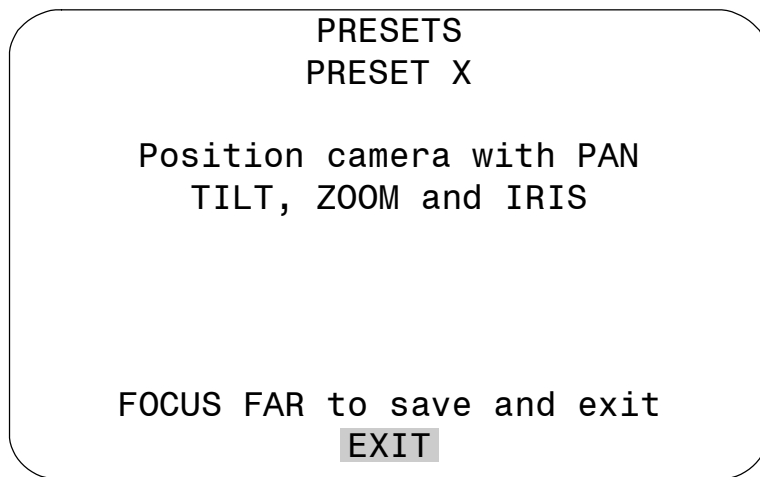 PRESETS
PRESET X
Position camera with PAN
TILT, ZOOM and IRIS
FOCUS FAR to save and exit
EXIT